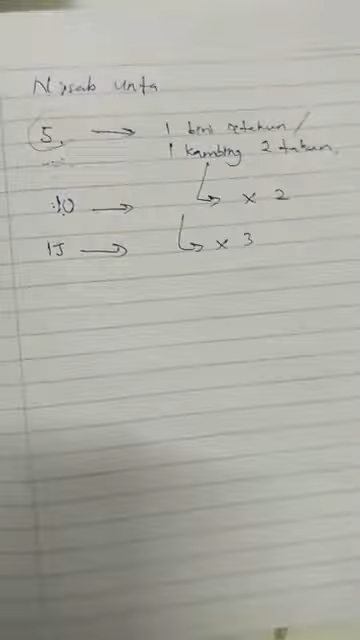 Nisab unta
5. → 1 biri setahun /
1 kambing 2 tahun.
10 → ↳ x 2
15 → ↳ x 3